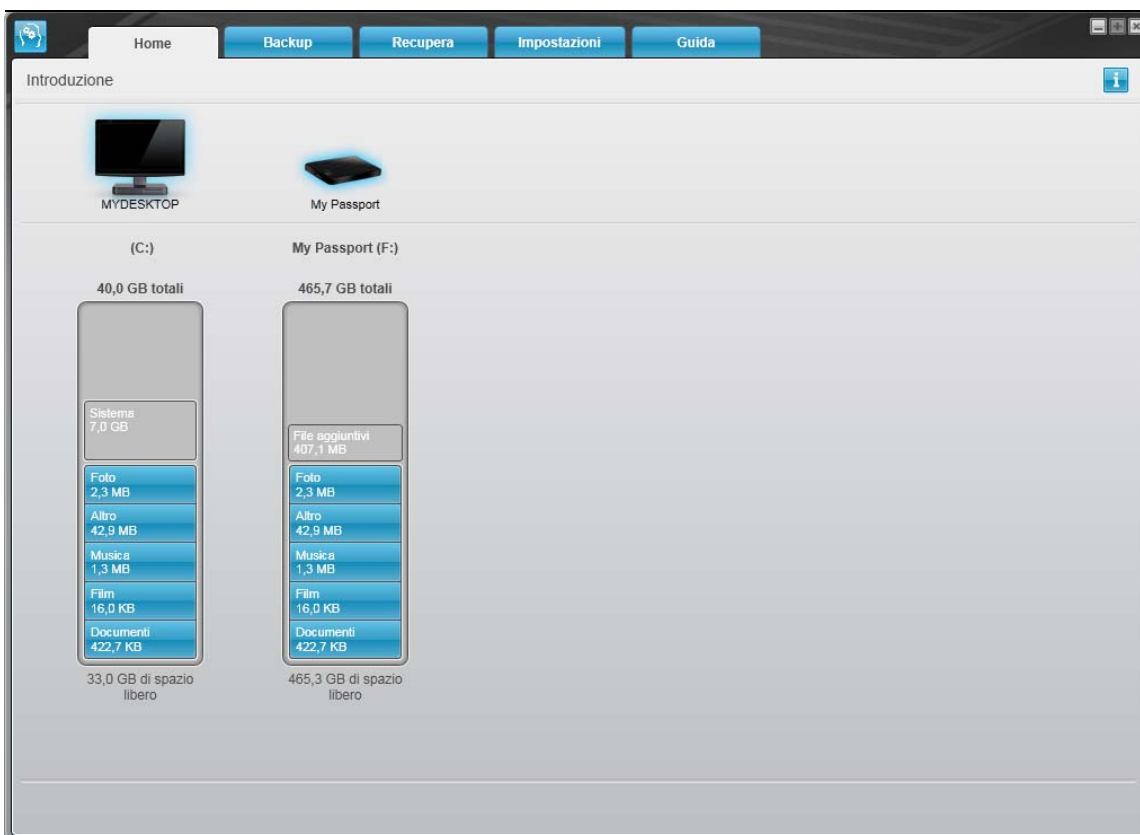 Home
Backup
Recupera
Impostazioni
Guida
Introduzione
MYDESKTOP
My Passport
(C:)
My Passport (F:)
40,0 GB totali
465,7 GB totali
Sistema
7,0 GB
File aggiuntivi
407,1 MB
Foto
2,3 MB
Foto
2,3 MB
Altro
42,9 MB
Altro
42,9 MB
Musica
1,3 MB
Musica
1,3 MB
Film
16,0 KB
Film
16,0 KB
Documenti
422,7 KB
Documenti
422,7 KB
33,0 GB di spazio
libero
465,3 GB di spazio
libero